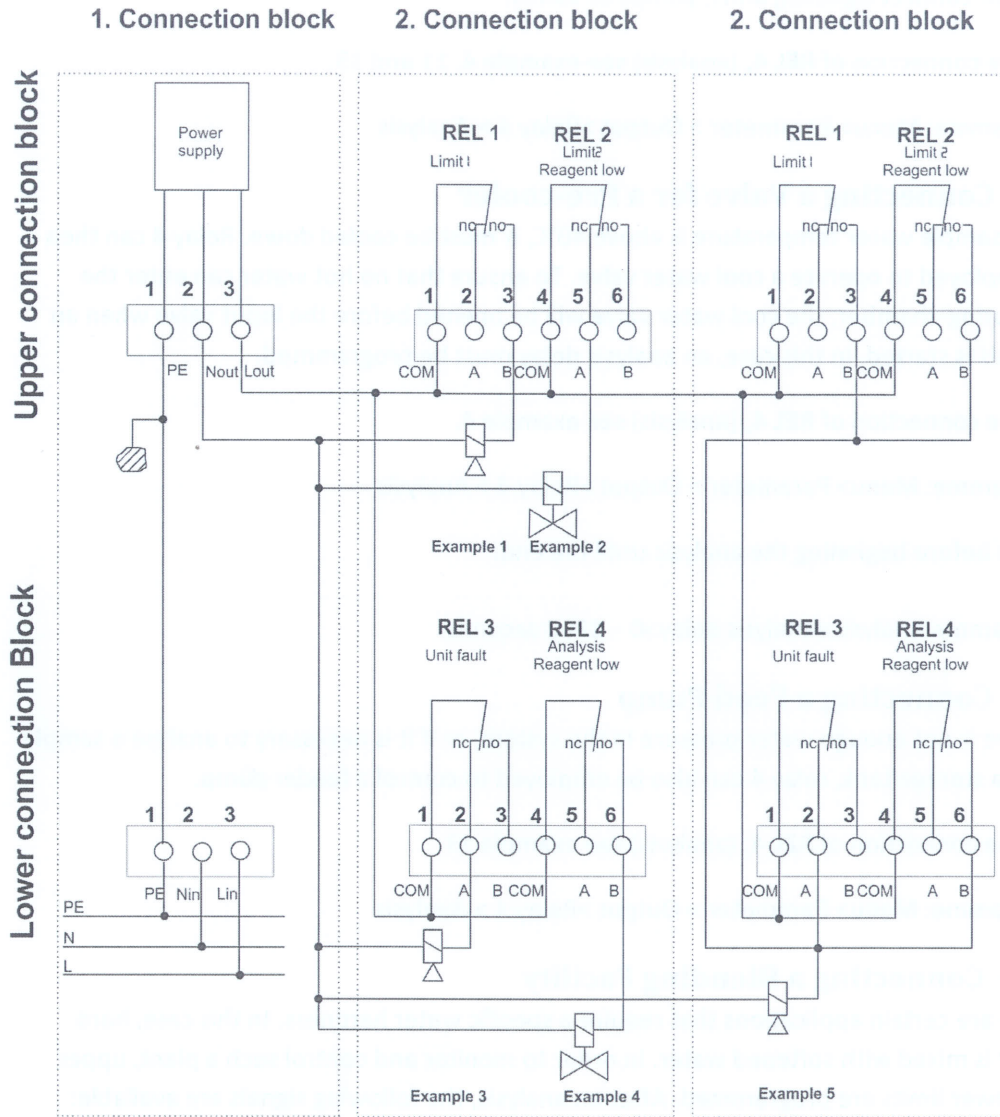 1. Connection block
2. Connection block
2. Connection block
Upper connection block
Power
supply
1 2 3
PE Nout Lout
REL 1
Limit1
REL 2
Limit2
Reagent low
nc no
nc no
1 2 3 4 5 6
COM A B COM A B
Example 1 Example 2
REL 1
Limit1
REL 2
Limit 2
Reagent low
nc no
nc no
1 2 3 4 5 6
COM A B COM A B
Lower connection Block
1 2 3
PE Nin Lin
PE
N
L
REL 3
Unit fault
REL 4
Analysis
Reagent low
nc no
nc no
1 2 3 4 5 6
COM A B COM A B
Example 3 Example 4
REL 3
Unit fault
REL 4
Analysis
Reagent low
nc no
nc no
1 2 3 4 5 6
COM A B COM A B
Example 5